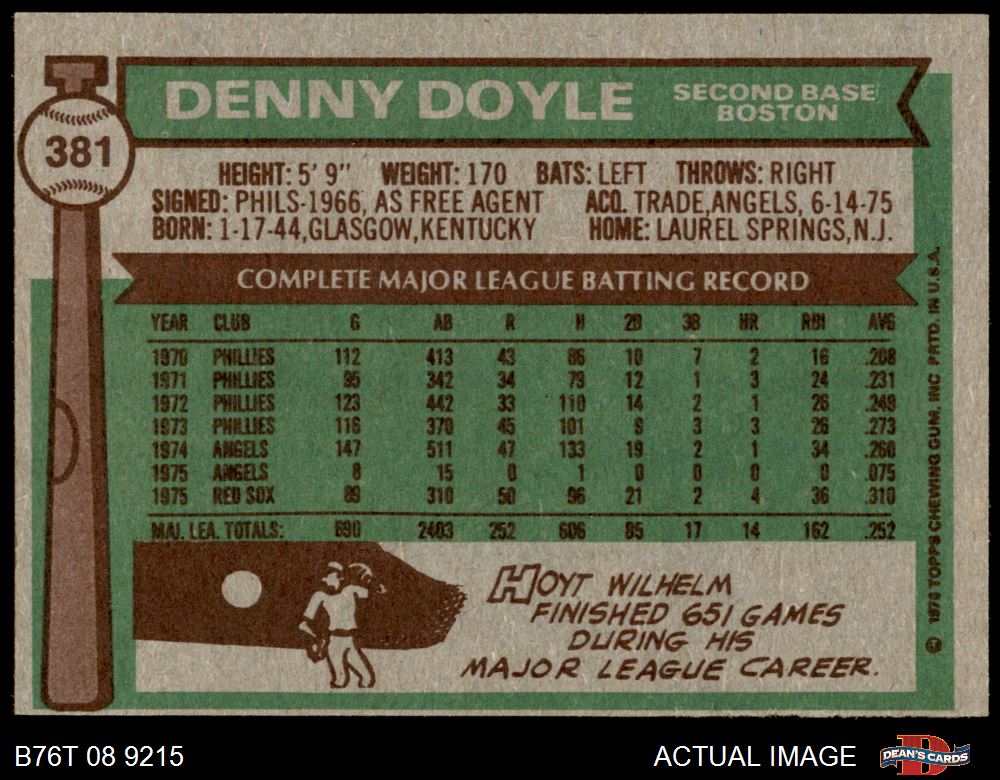 381
DENNY DOYLE SECOND BASE BOSTON
HEIGHT: 5' 9" WEIGHT: 170 BATS: LEFT THROWS: RIGHT
SIGNED: PHILS-1966, AS FREE AGENT ACQ. TRADE, ANGELS, 6-14-75
BORN: 1-17-44, GLASGOW, KENTUCKY HOME: LAUREL SPRINGS, N.J.
COMPLETE MAJOR LEAGUE BATTING RECORD
YEAR CLUB G AB R H 2B 3B HR RBI AVG
1970 PHILLIES 112 413 43 86 10 7 2 16 .208
1971 PHILLIES 95 342 34 79 12 1 3 24 .231
1972 PHILLIES 123 442 33 110 14 2 1 26 .249
1973 PHILLIES 116 370 45 101 9 3 3 26 .273
1974 ANGELS 147 511 47 133 19 2 1 34 .260
1975 ANGELS 8 15 0 1 0 0 0 0 .075
1975 RED SOX 89 310 50 96 21 2 4 36 .310
MAJ. LEA. TOTALS: 690 2403 252 606 85 17 14 162 .252
HOYT WILHELM
FINISHED 651 GAMES
DURING HIS
MAJOR LEAGUE CAREER.
© 1976 TOPPS CHEWING GUM, INC PRTD. IN U.S.A.
B76T 08 9215 ACTUAL IMAGE DEAN'S CARDS